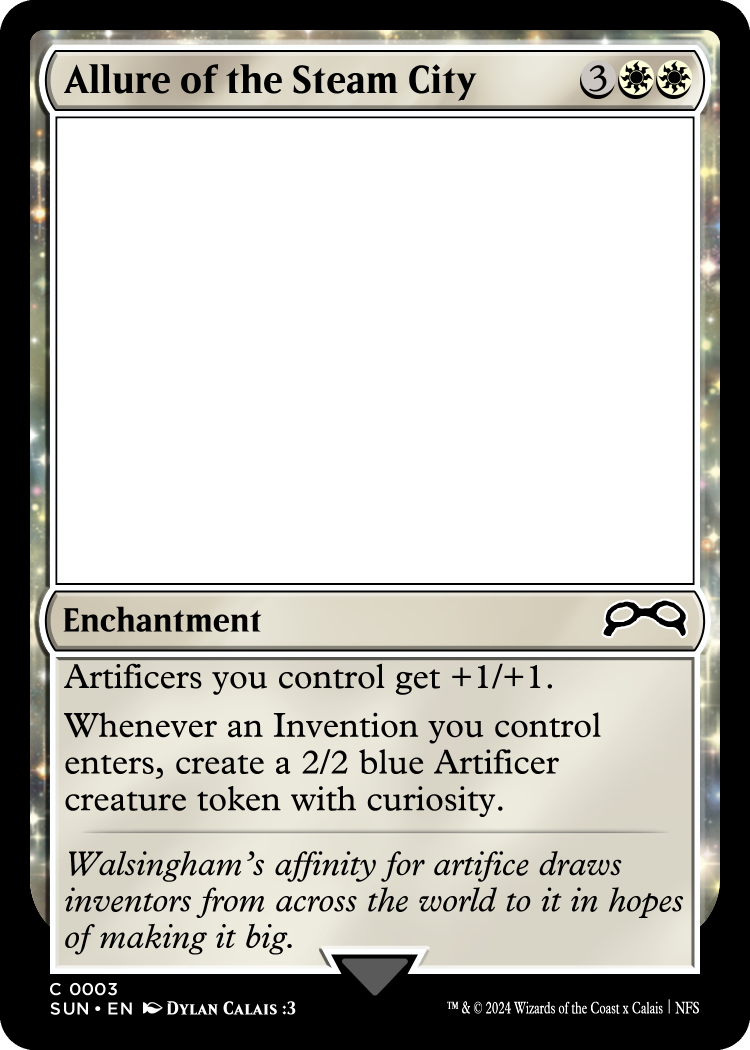 Allure of the Steam City 3
Enchantment
Artificers you control get +1/+1.
Whenever an Invention you control
enters, create a 2/2 blue Artificer
creature token with curiosity.
Walsingham's affinity for artifice draws
inventors from across the world to it in hopes
of making it big.
C 0003
SUN • EN Dylan Calais :3
™ & © 2024 Wizards of the Coast x Calais | NFS